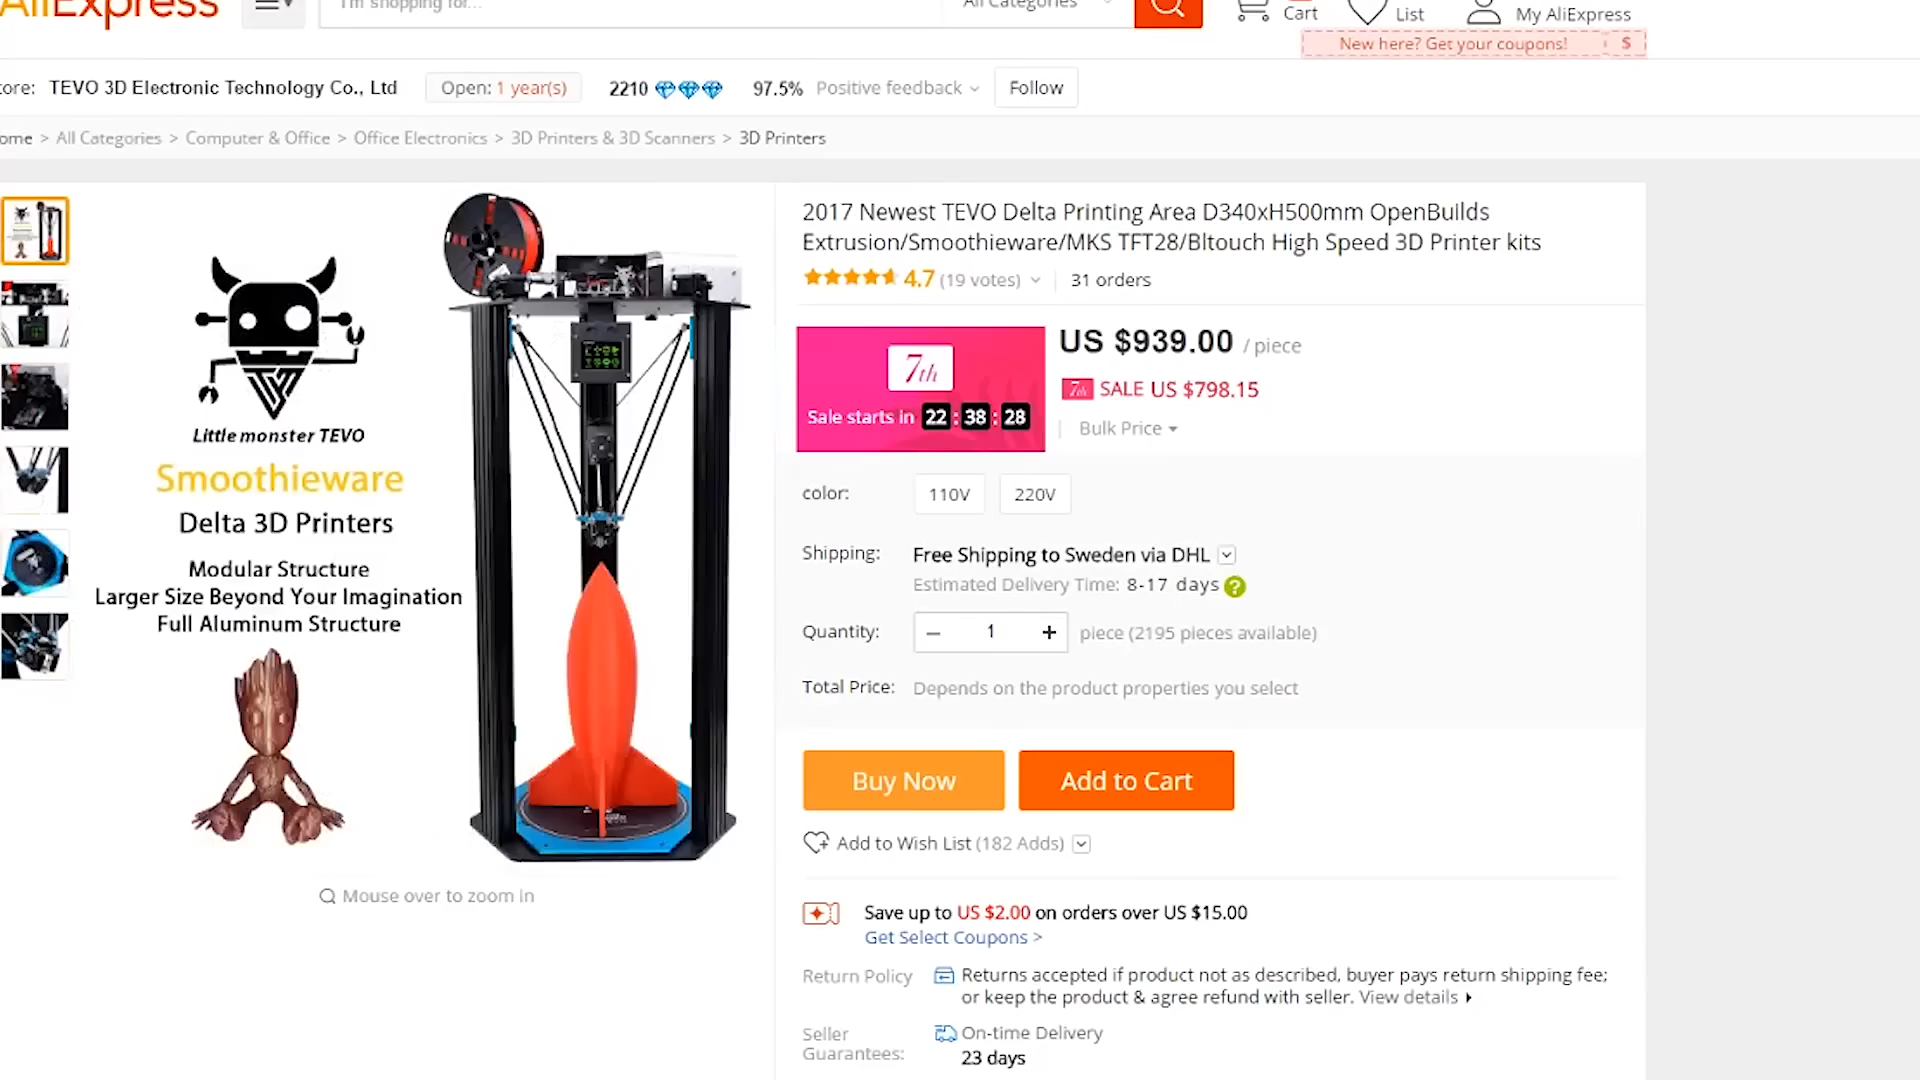 AliExpress
I'm shopping for...
All Categories
Cart
List
My AliExpress
New here? Get your coupons! $
ore: TEVO 3D Electronic Technology Co., Ltd Open: 1 year(s) 2210 97.5% Positive feedback Follow
ome > All Categories > Computer & Office > Office Electronics > 3D Printers & 3D Scanners > 3D Printers
Little monster TEVO
Smoothieware
Delta 3D Printers
Modular Structure
Larger Size Beyond Your Imagination
Full Aluminum Structure
Mouse over to zoom in
2017 Newest TEVO Delta Printing Area D340xH500mm OpenBuilds
Extrusion/Smoothieware/MKS TFT28/Bltouch High Speed 3D Printer kits
4.7 (19 votes) 31 orders
7th
Sale starts in 22 : 38 : 28
US $939.00 / piece
7th SALE US $798.15
Bulk Price
color: 110V 220V
Shipping: Free Shipping to Sweden via DHL
Estimated Delivery Time: 8-17 days ?
Quantity: – 1 + piece (2195 pieces available)
Total Price: Depends on the product properties you select
Buy Now Add to Cart
Add to Wish List (182 Adds)
Save up to US $2.00 on orders over US $15.00
Get Select Coupons >
Return Policy Returns accepted if product not as described, buyer pays return shipping fee;
or keep the product & agree refund with seller. View details
Seller
Guarantees:
On-time Delivery
23 days